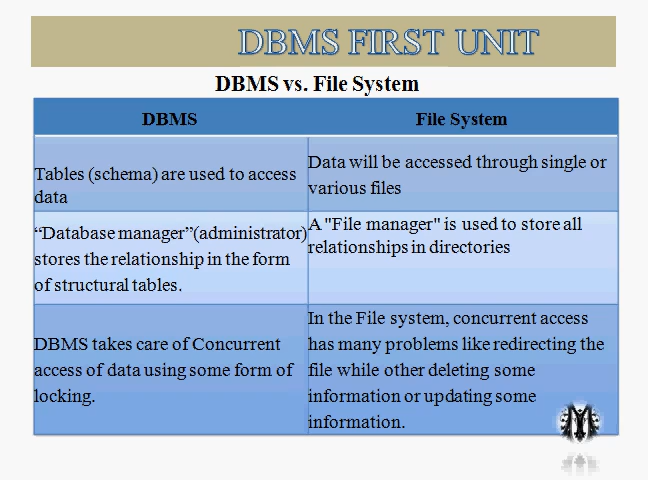 DBMS FIRST UNIT
DBMS vs. File System
DBMS
File System
Tables (schema) are used to access
data
Data will be accessed through single or
various files
“Database manager”(administrator)
stores the relationship in the form
of structural tables.
A "File manager" is used to store all
relationships in directories
DBMS takes care of Concurrent
access of data using some form of
locking.
In the File system, concurrent access
has many problems like redirecting the
file while other deleting some
information or updating some
information.